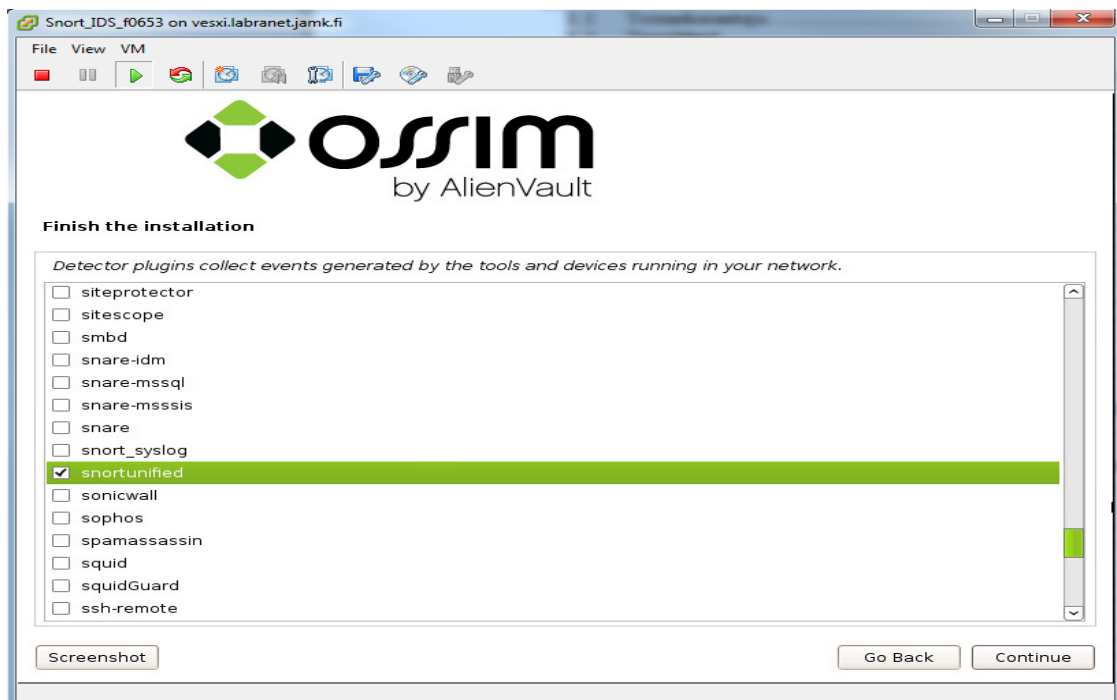 Snort_IDS_f0653 on vesxi.labranet.jamk.fi
File View VM
OSSIM
by AlienVault
Finish the installation
Detector plugins collect events generated by the tools and devices running in your network.
siteprotector
sitescope
smbd
snare-idm
snare-mssql
snare-msssis
snare
snort_syslog
snortunified
sonicwall
sophos
spamassassin
squid
squidGuard
ssh-remote
Screenshot
Go Back
Continue